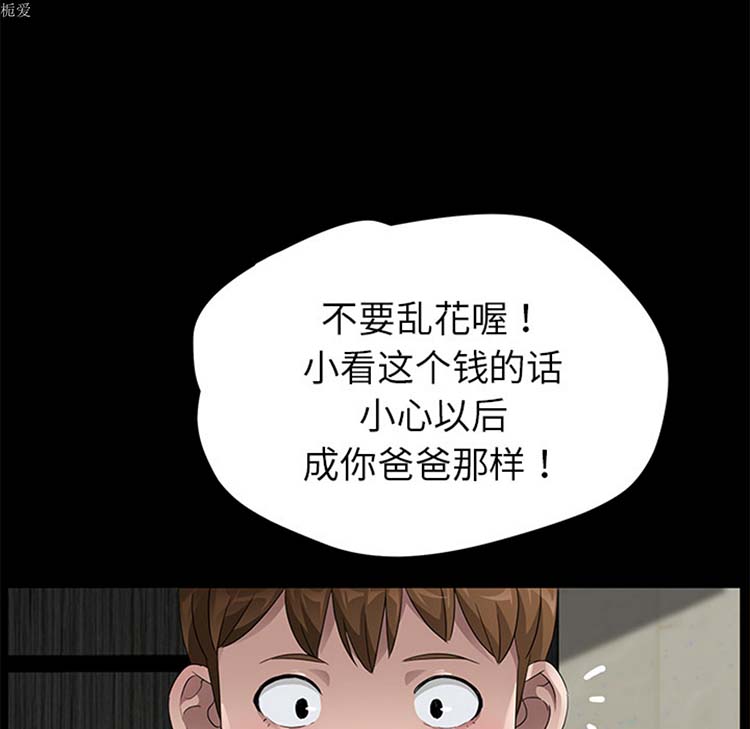 栀爱
不要乱花喔！
小看这个钱的话
小心以后
成你爸爸那样！